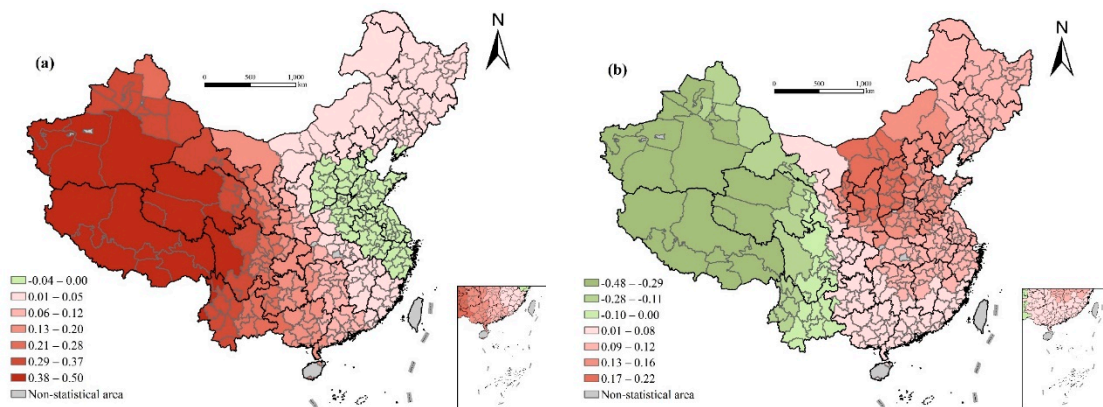 (a)
N
0 500 1,000
km
-0.04 – 0.00
0.01 – 0.05
0.06 – 0.12
0.13 – 0.20
0.21 – 0.28
0.29 – 0.37
0.38 – 0.50
Non-statistical area
(b)
N
0 500 1,000
km
-0.48 – -0.29
-0.28 – -0.11
-0.10 – 0.00
0.01 – 0.08
0.09 – 0.12
0.13 – 0.16
0.17 – 0.22
Non-statistical area